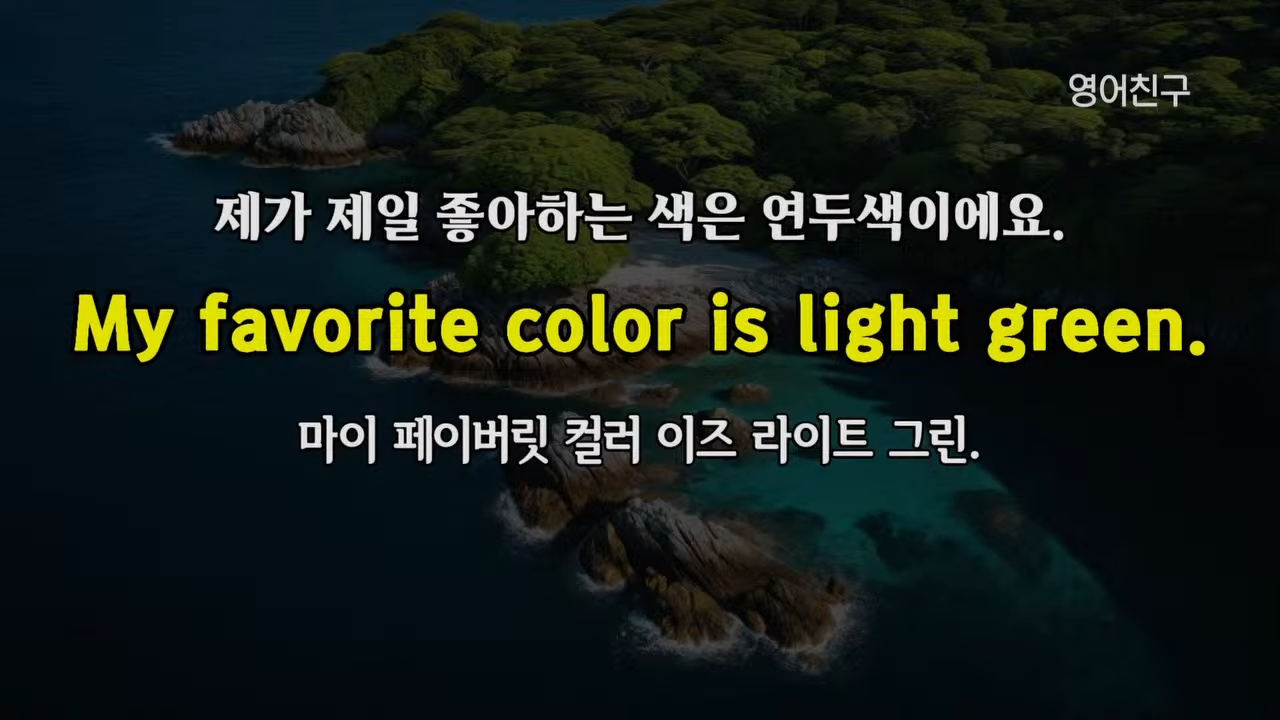 영어친구
제가 제일 좋아하는 색은 연두색이에요.
My favorite color is light green.
마이 페이버릿 컬러 이즈 라이트 그린.